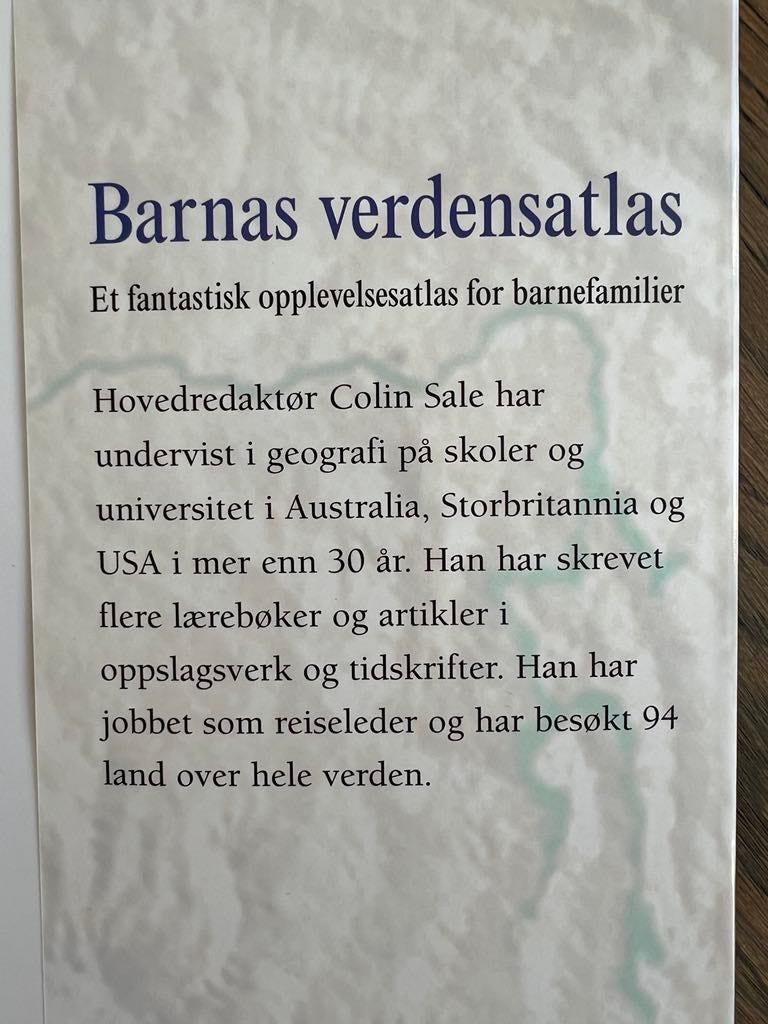 Barnas verdensatlas
Et fantastisk opplevelsesatlas for barnefamilier
Hovedredaktør Colin Sale har
undervist i geografi på skoler og
universitet i Australia, Storbritannia og
USA i mer enn 30 år. Han har skrevet
flere lærebøker og artikler i
oppslagsverk og tidskrifter. Han har
jobbet som reiseleder og har besøkt 94
land over hele verden.